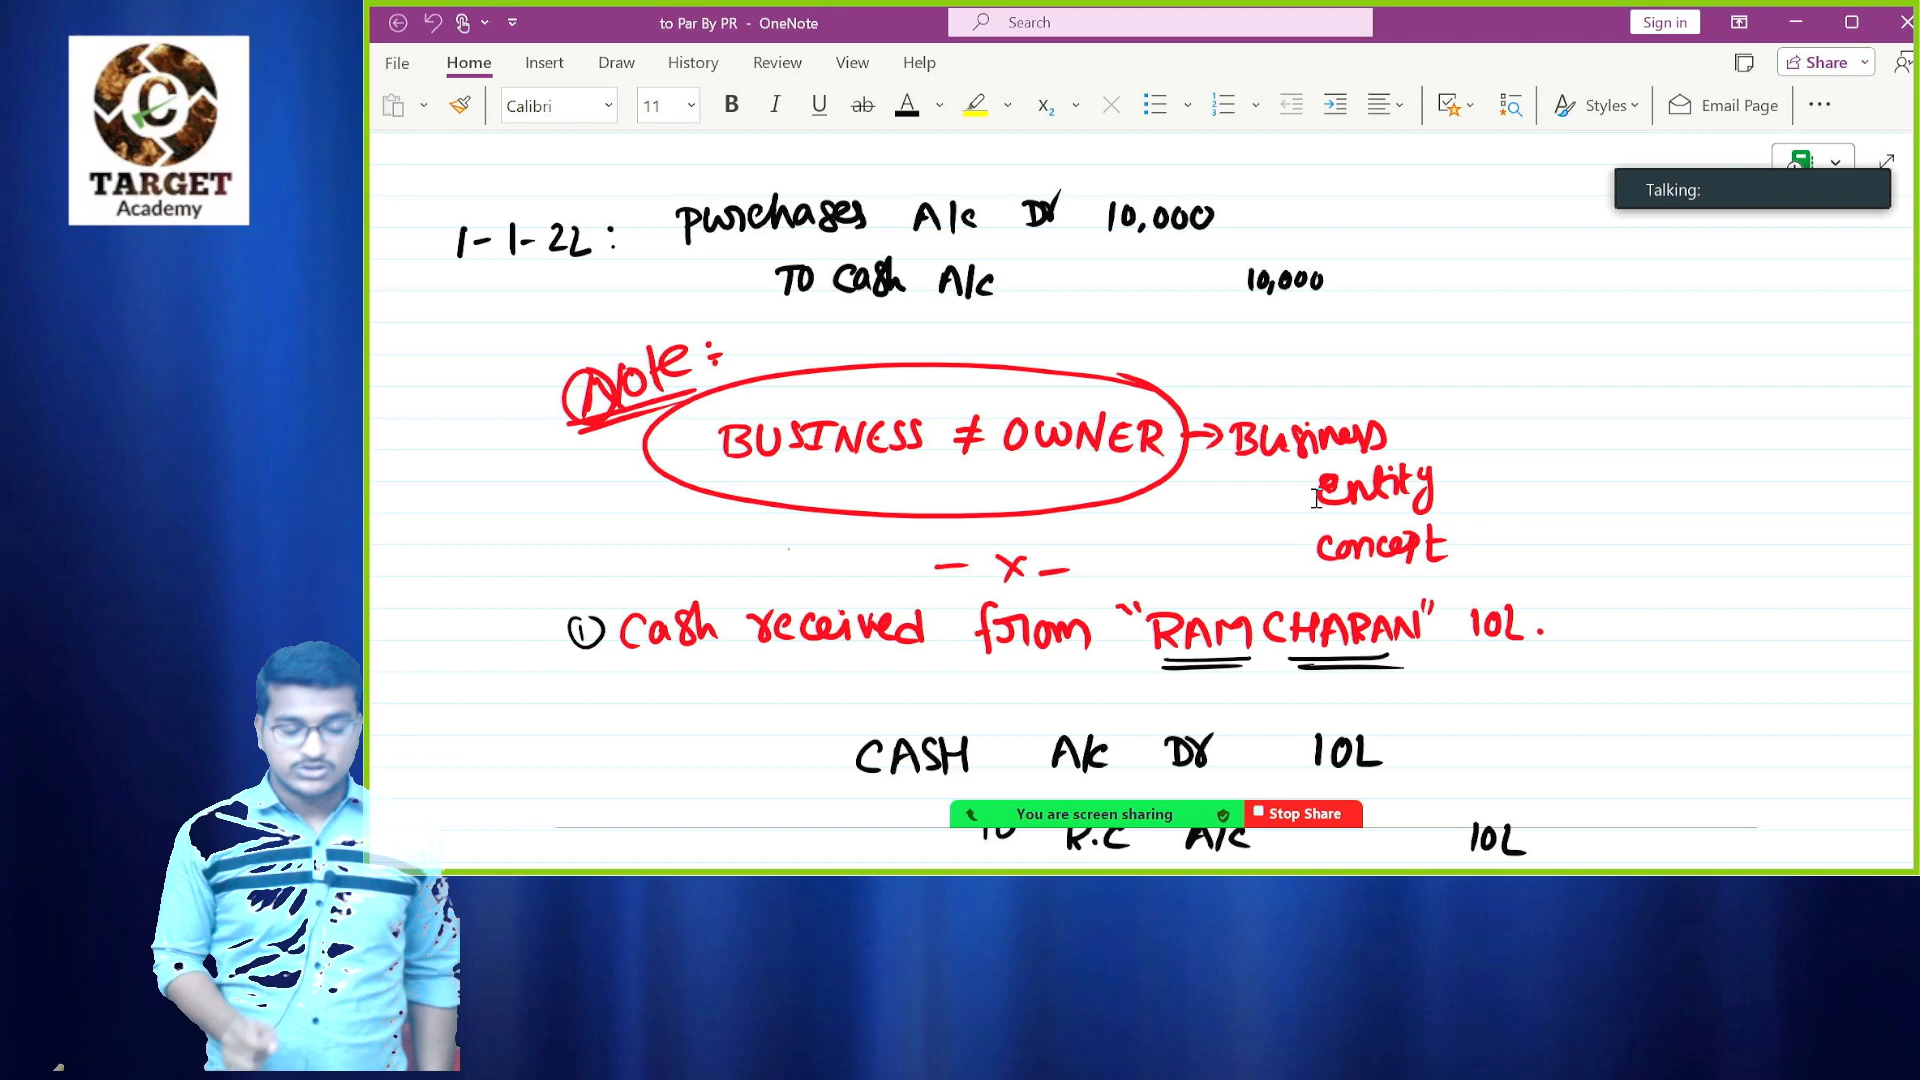 TARGET
Academy
to Par By PR - OneNote
Search
Sign in
File Home Insert Draw History Review View Help
Share
Calibri
11
B I U ab A X2
Styles
Email Page
Talking:
1-1-22: Purchases A/c Dr 10,000
To Cash A/c 10,000
Note:
BUSINESS ≠ OWNER → Business
entity
concept
- x -
① Cash received from "RAM CHARAN" 10L.
CASH A/c Dr 10L
You are screen sharing
Stop Share
To R.C A/c 10L